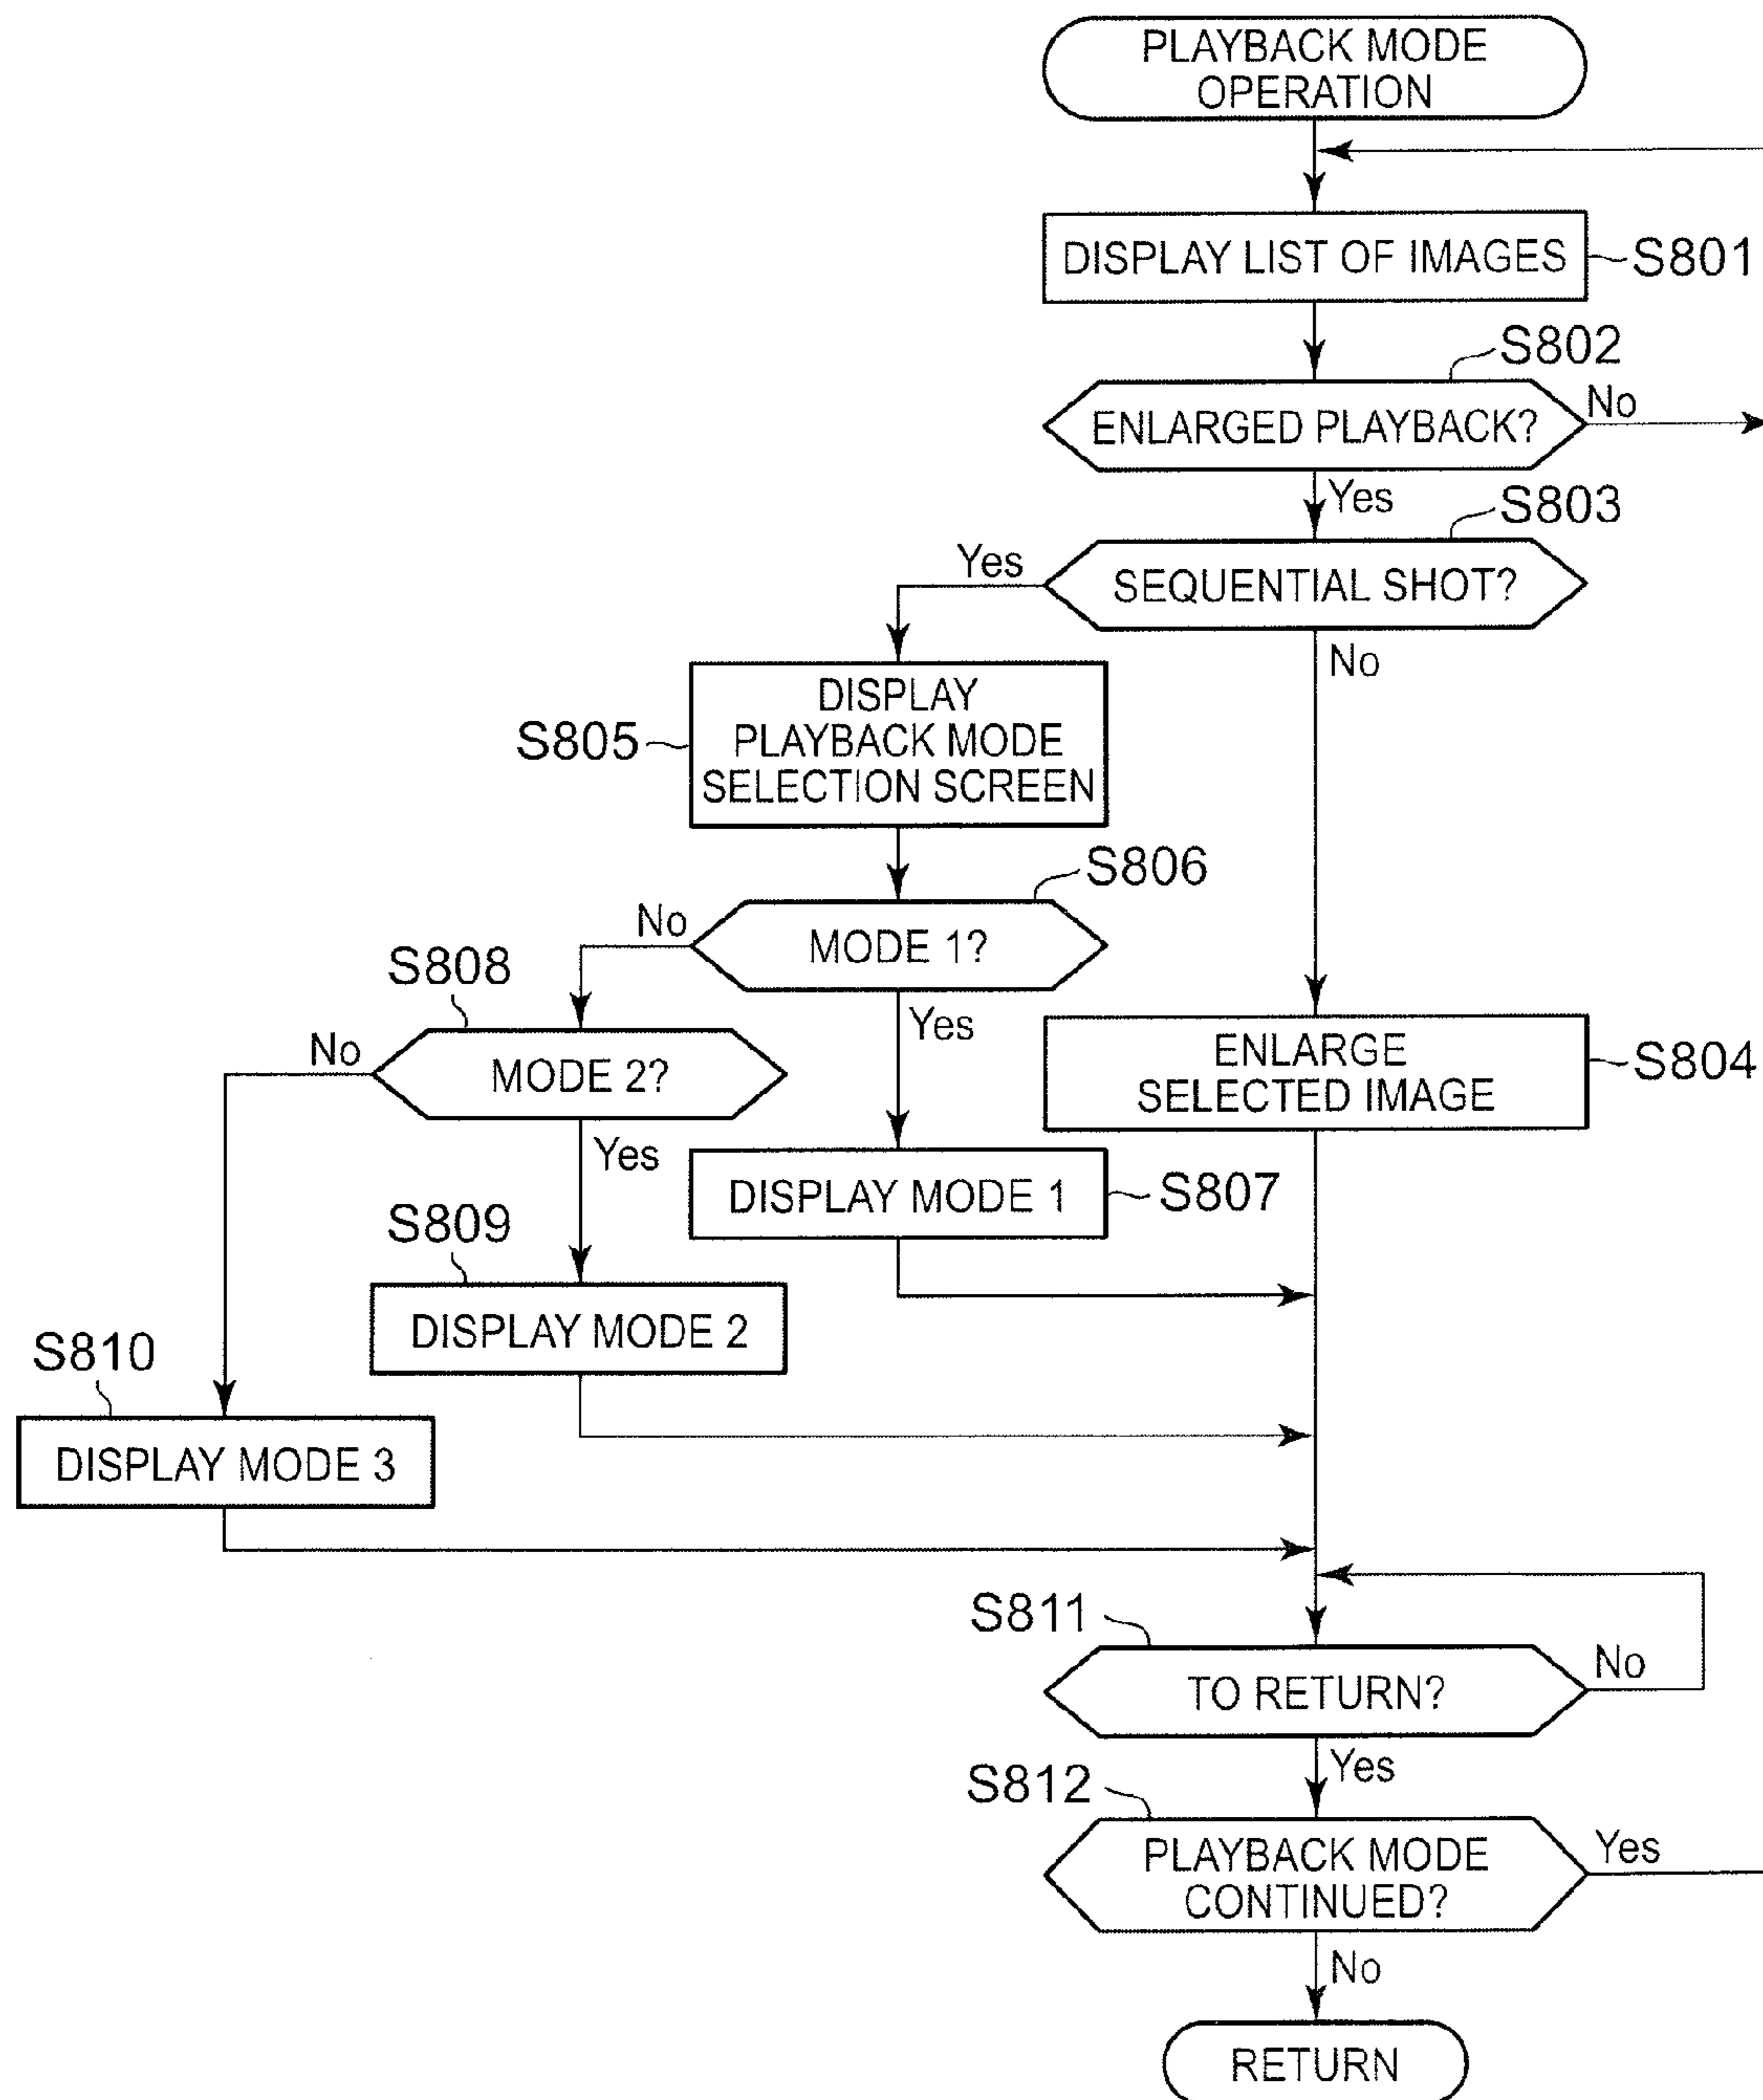 PLAYBACK MODE
OPERATION
DISPLAY LIST OF IMAGES
S801
S802
ENLARGED PLAYBACK?
No
Yes
S803
SEQUENTIAL SHOT?
Yes
No
DISPLAY
PLAYBACK MODE
SELECTION SCREEN
S805
S806
MODE 1?
No
Yes
S808
MODE 2?
No
Yes
ENLARGE
SELECTED IMAGE
S804
DISPLAY MODE 1
S807
S809
DISPLAY MODE 2
S810
DISPLAY MODE 3
S811
TO RETURN?
No
Yes
S812
PLAYBACK MODE
CONTINUED?
Yes
No
RETURN